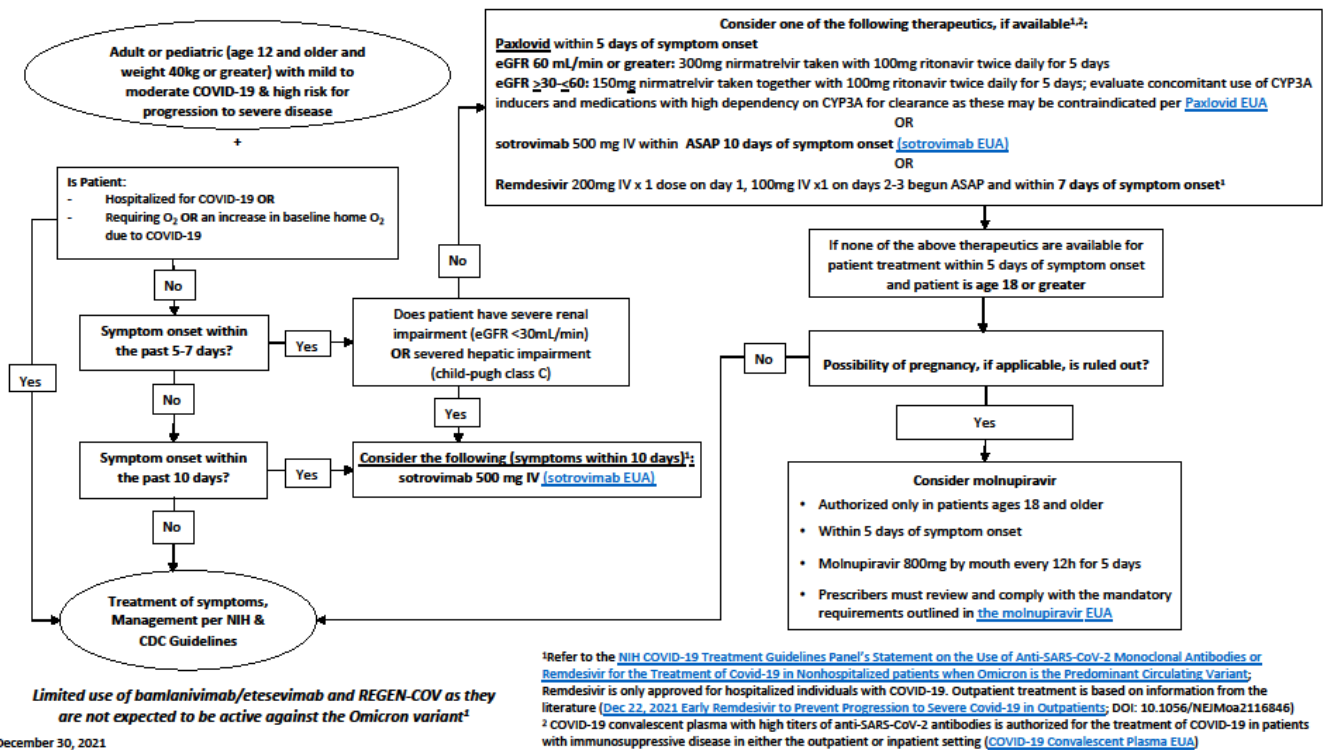 Adult or pediatric (age 12 and older and
weight 40kg or greater) with mild to
moderate COVID-19 & high risk for
progression to severe disease
+
Is Patient:
- Hospitalized for COVID-19 OR
- Requiring O₂ OR an increase in baseline home O₂
due to COVID-19
No
Yes
Symptom onset within
the past 5-7 days?
Yes
No
Symptom onset within
the past 10 days?
Yes
No
Treatment of symptoms,
Management per NIH &
CDC Guidelines
Does patient have severe renal
impairment (eGFR <30mL/min)
OR severed hepatic impairment
(child-pugh class C)
No
Yes
Consider the following (symptoms within 10 days)¹:
sotrovimab 500 mg IV (sotrovimab EUA)
Consider one of the following therapeutics, if available¹,²:
Paxlovid within 5 days of symptom onset
eGFR 60 mL/min or greater: 300mg nirmatrelvir taken with 100mg ritonavir twice daily for 5 days
eGFR >30-<60: 150mg nirmatrelvir taken together with 100mg ritonavir twice daily for 5 days; evaluate concomitant use of CYP3A
inducers and medications with high dependency on CYP3A for clearance as these may be contraindicated per Paxlovid EUA
OR
sotrovimab 500 mg IV within ASAP 10 days of symptom onset (sotrovimab EUA)
OR
Remdesivir 200mg IV x 1 dose on day 1, 100mg IV x1 on days 2-3 begun ASAP and within 7 days of symptom onset¹
If none of the above therapeutics are available for
patient treatment within 5 days of symptom onset
and patient is age 18 or greater
No
Possibility of pregnancy, if applicable, is ruled out?
Yes
Consider molnupiravir
• Authorized only in patients ages 18 and older
• Within 5 days of symptom onset
• Molnupiravir 800mg by mouth every 12h for 5 days
• Prescribers must review and comply with the mandatory
requirements outlined in the molnupiravir EUA
Limited use of bamlanivimab/etesevimab and REGEN-COV as they
are not expected to be active against the Omicron variant¹
December 30, 2021
¹Refer to the NIH COVID-19 Treatment Guidelines Panel's Statement on the Use of Anti-SARS-CoV-2 Monoclonal Antibodies or
Remdesivir for the Treatment of Covid-19 in Nonhospitalized patients when Omicron is the Predominant Circulating Variant;
Remdesivir is only approved for hospitalized individuals with COVID-19. Outpatient treatment is based on information from the
literature (Dec 22, 2021 Early Remdesivir to Prevent Progression to Severe Covid-19 in Outpatients; DOI: 10.1056/NEJMoa2116846)
² COVID-19 convalescent plasma with high titers of anti-SARS-CoV-2 antibodies is authorized for the treatment of COVID-19 in patients
with immunosuppressive disease in either the outpatient or inpatient setting (COVID-19 Convalescent Plasma EUA)